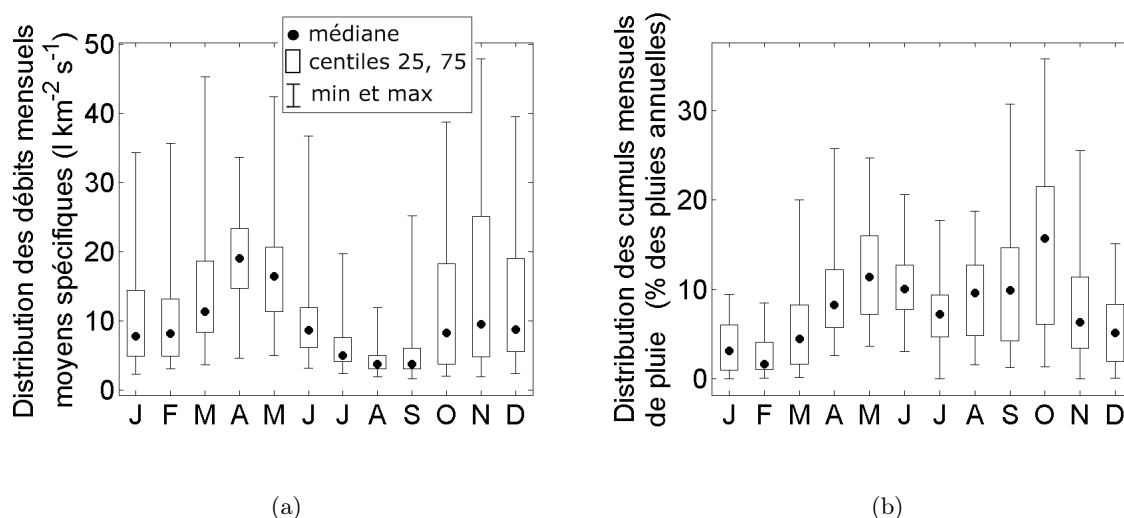 Distribution des débits mensuels
moyens spécifiques (l km-2 s-1)
50
40
30
20
10
0
médiane
centiles 25, 75
min et max
J F M A M J J A S O N D
(a)
Distribution des cumuls mensuels
de pluie (% des pluies annuelles)
30
20
10
0
J F M A M J J A S O N D
(b)